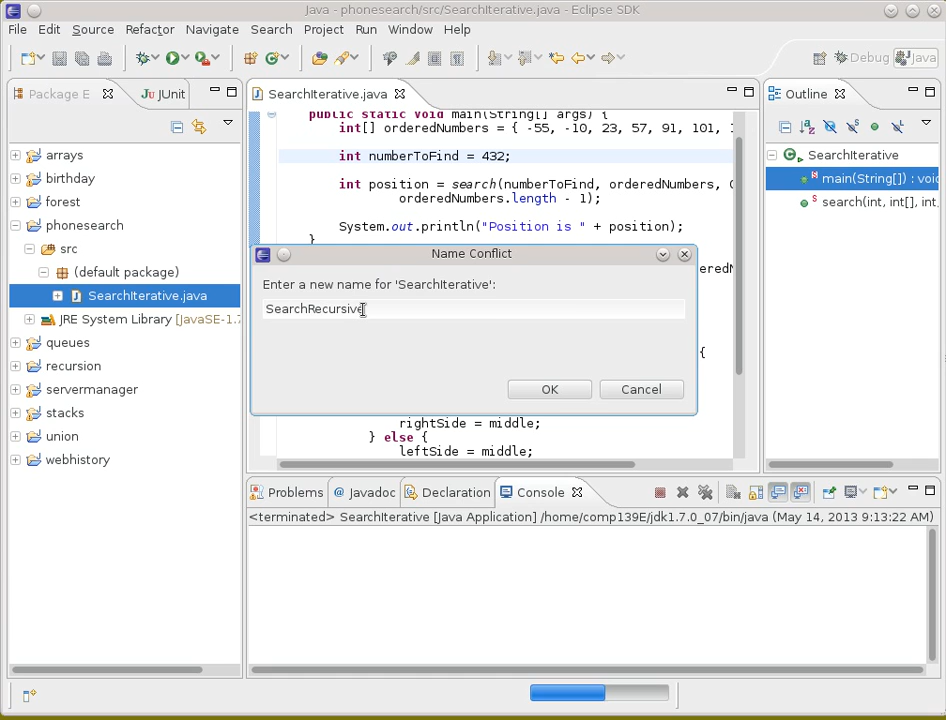 Java - phonesearch/src/SearchIterative.java - Eclipse SDK
File Edit Source Refactor Navigate Search Project Run Window Help
Debug Java
Package E JUnit
arrays
birthday
forest
phonesearch
src
(default package)
SearchIterative.java
JRE System Library [JavaSE-1.7
queues
recursion
servermanager
stacks
union
webhistory
SearchIterative.java
public static void main(String[] args) {
int[] orderedNumbers = { -55, -10, 23, 57, 91, 101, 1
int numberToFind = 432;
int position = search(numberToFind, orderedNumbers, 0
orderedNumbers.length - 1);
System.out.println("Position is " + position);
}
eredN
{
rightSide = middle;
} else {
leftSide = middle;
Name Conflict
Enter a new name for 'SearchIterative':
SearchRecursive
OK Cancel
Outline
SearchIterative
main(String[]) : void
search(int, int[], int,
Problems Javadoc Declaration Console
<terminated> SearchIterative [Java Application] /home/comp139E/jdk1.7.0_07/bin/java (May 14, 2013 9:13:22 AM)